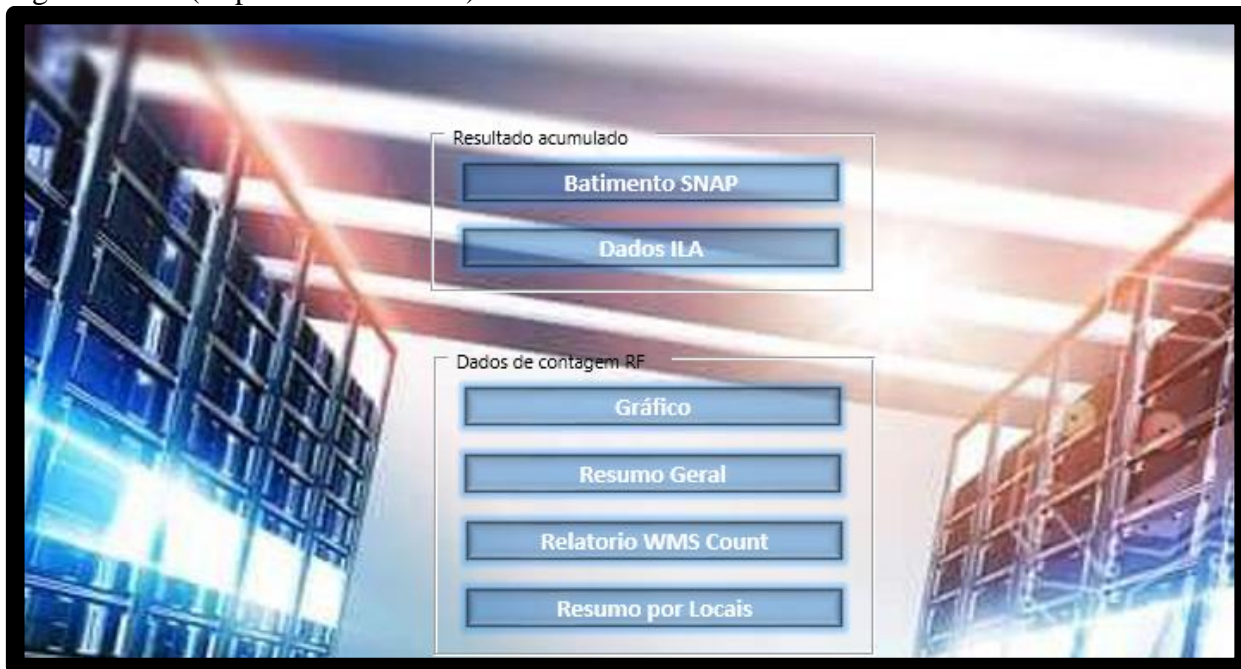 Resultado acumulado
Batimento SNAP
Dados ILA
Dados de contagem RF
Gráfico
Resumo Geral
Relatorio WMS Count
Resumo por Locais